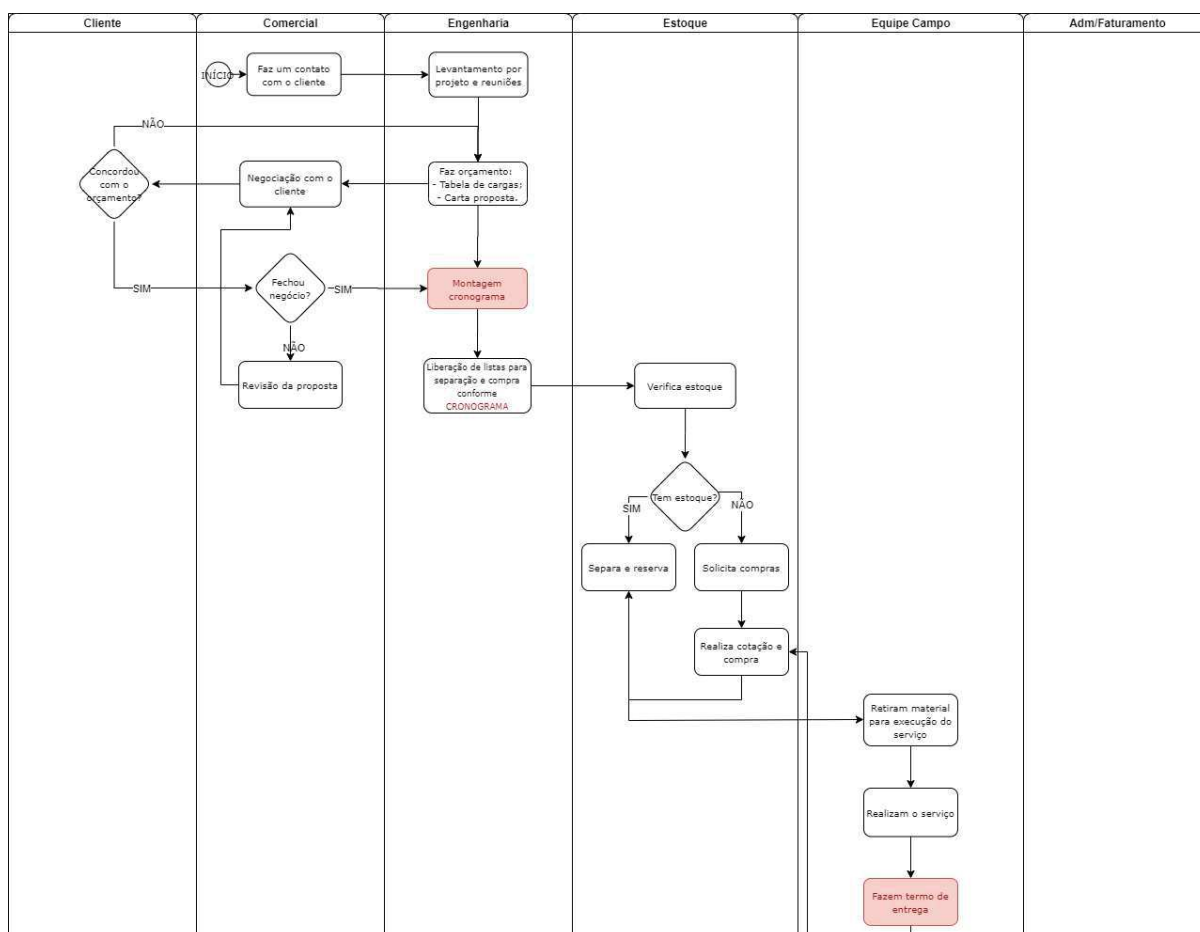 Cliente
Comercial
Engenharia
Estoque
Equipe Campo
Adm/Faturamento
INÍCIO
Faz um contato
com o cliente
Levantamento por
projeto e reuniões
NÃO
Concordou
com o
orçamento?
Negociação com o
cliente
Faz orçamento:
- Tabela de cargas;
- Carta proposta.
SIM
Fechou
negócio?
SIM
Montagem
cronograma
NÃO
Revisão da proposta
Liberação de listas para
separação e compra
conforme
CRONOGRAMA
Verifica estoque
Tem estoque?
SIM
NÃO
Separa e reserva
Solicita compras
Realiza cotação e
compra
Retiram material
para execução do
serviço
Realizam o serviço
Fazem termo de
entrega